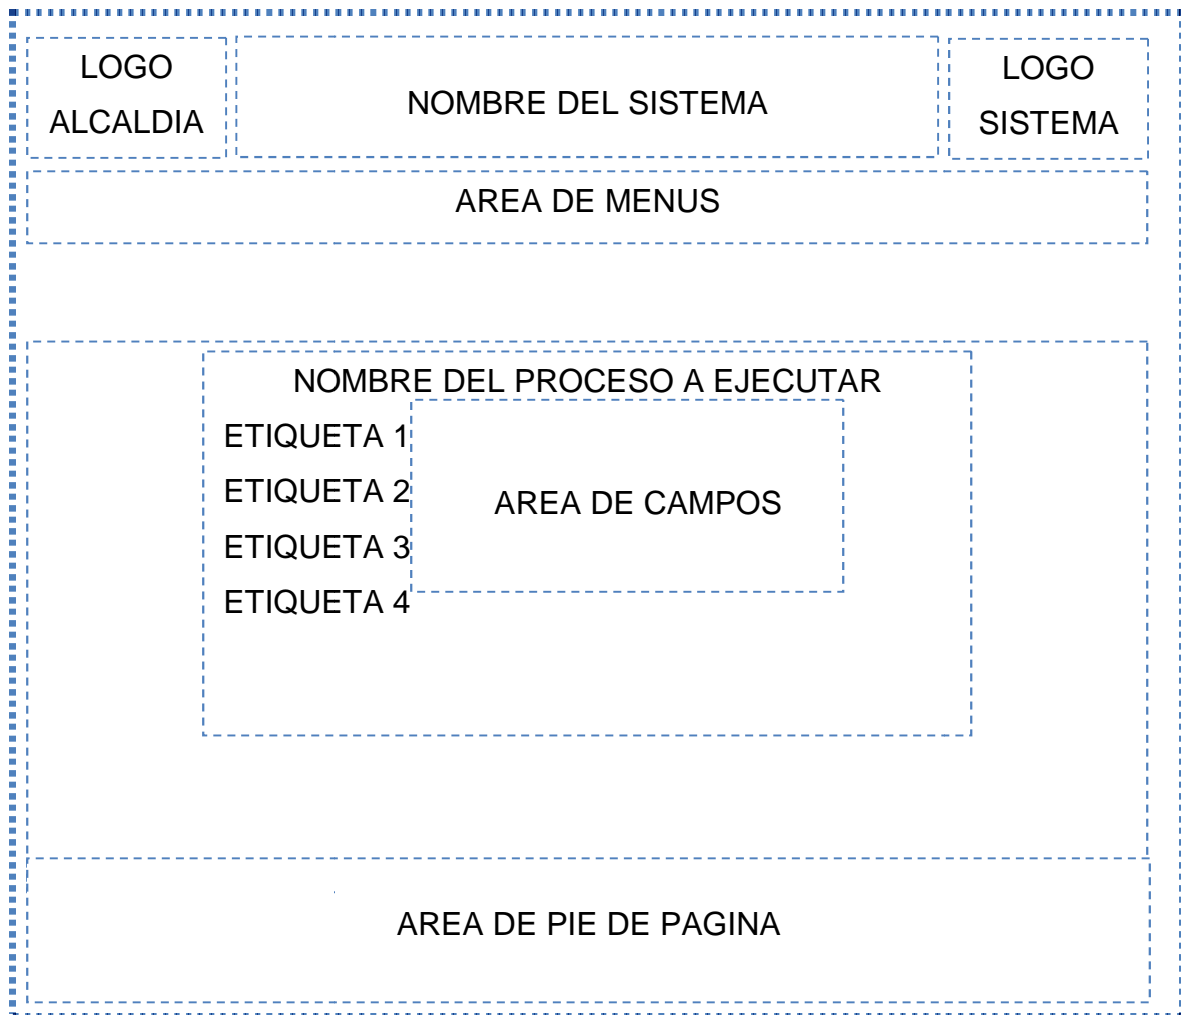 LOGO
ALCALDIA
NOMBRE DEL SISTEMA
LOGO
SISTEMA
AREA DE MENUS
NOMBRE DEL PROCESO A EJECUTAR
ETIQUETA 1
ETIQUETA 2
ETIQUETA 3
ETIQUETA 4
AREA DE CAMPOS
AREA DE PIE DE PAGINA